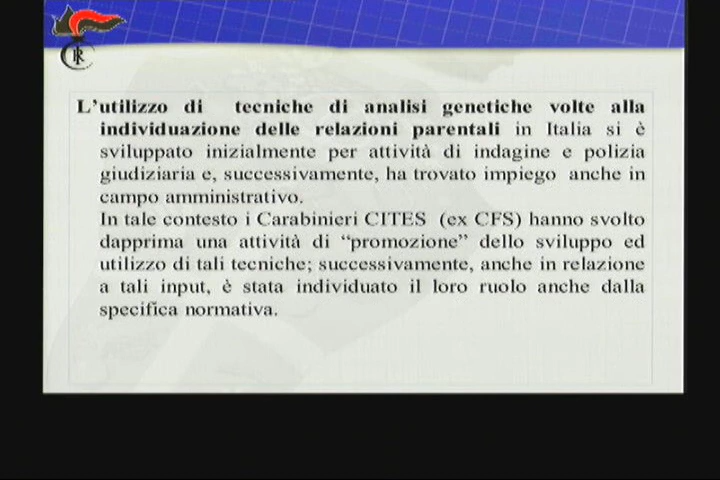 L'utilizzo di tecniche di analisi genetiche volte alla
individuazione delle relazioni parentali in Italia si è
sviluppato inizialmente per attività di indagine e polizia
giudiziaria e, successivamente, ha trovato impiego anche in
campo amministrativo.
In tale contesto i Carabinieri CITES (ex CFS) hanno svolto
dapprima una attività di “promozione” dello sviluppo ed
utilizzo di tali tecniche; successivamente, anche in relazione
a tali input, è stata individuato il loro ruolo anche dalla
specifica normativa.